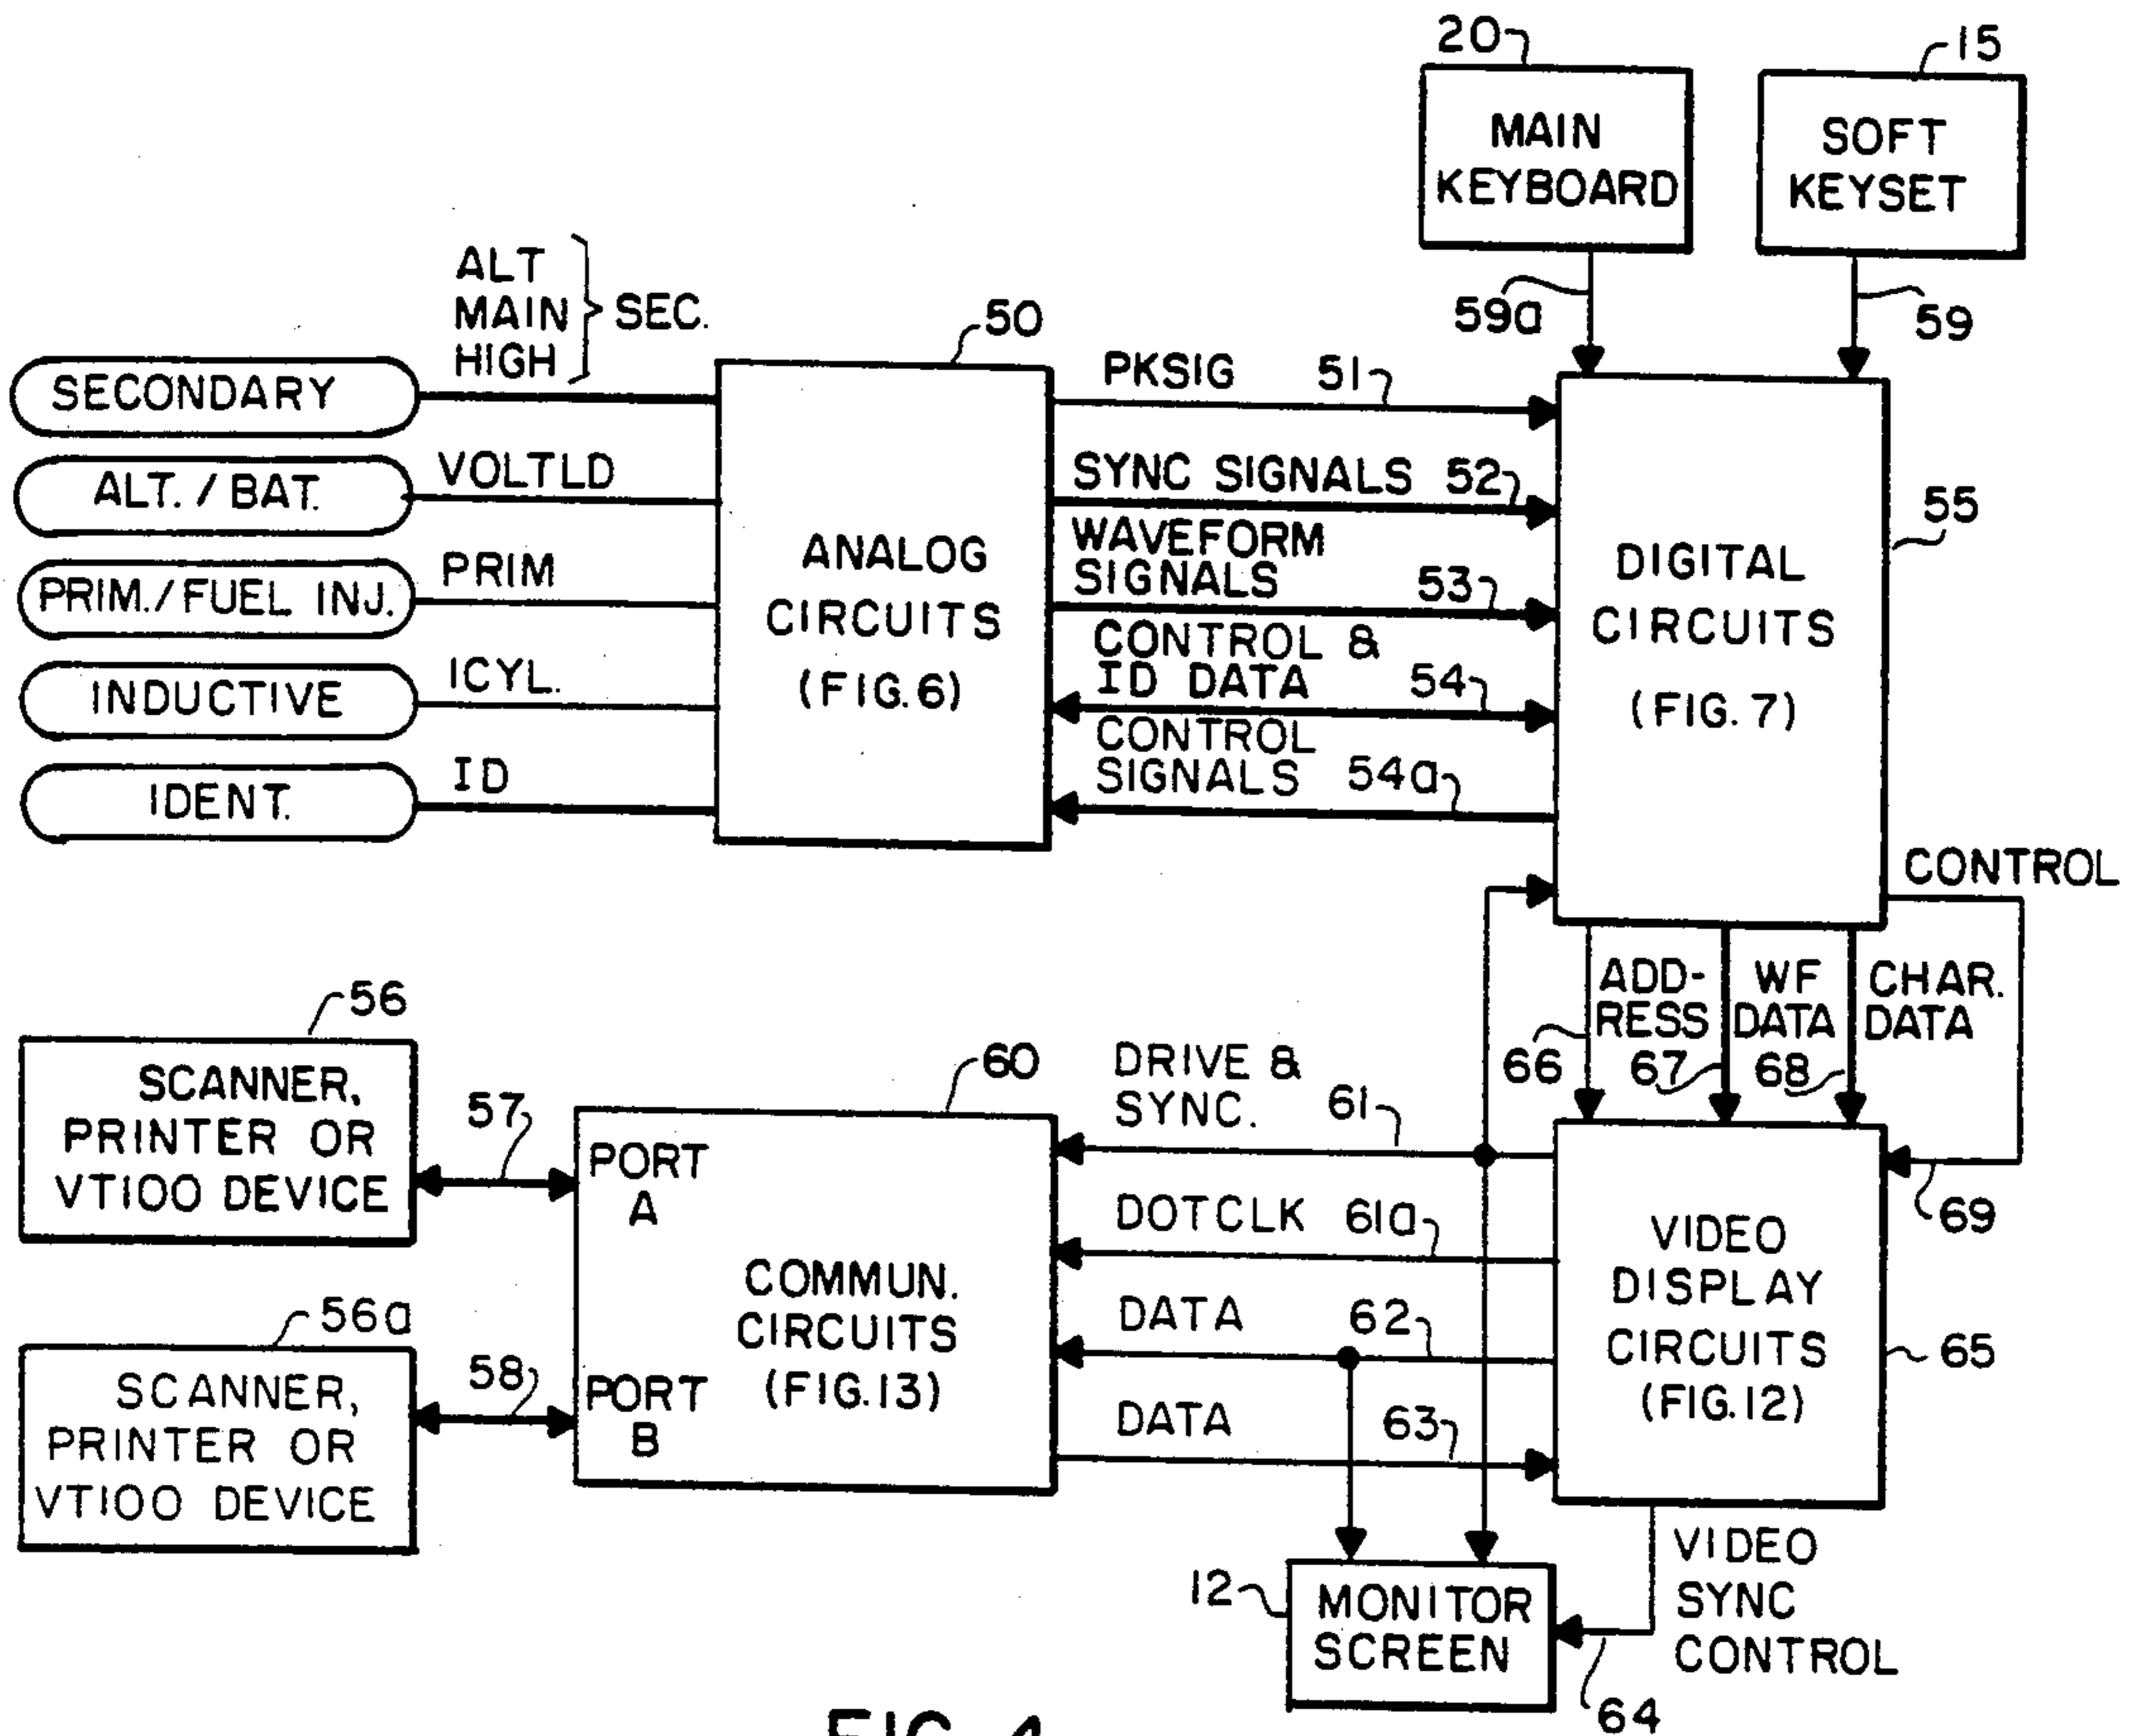 20
15
MAIN
KEYBOARD
SOFT
KEYSET
59a
59
ALT
MAIN
HIGH
SEC.
SECONDARY
ALT. / BAT.
VOLTLD
PRIM./FUEL INJ.
PRIM
INDUCTIVE
ICYL.
IDENT.
ID
50
ANALOG
CIRCUITS
(FIG.6)
PKSIG 51
SYNC SIGNALS 52
WAVEFORM
SIGNALS 53
CONTROL &
ID DATA 54
CONTROL
SIGNALS 54a
55
DIGITAL
CIRCUITS
(FIG. 7)
CONTROL
ADD-
RESS
66
WF
DATA
67
CHAR.
DATA
68
69
56
SCANNER,
PRINTER OR
VT100 DEVICE
57
56a
SCANNER,
PRINTER OR
VT100 DEVICE
58
60
PORT
A
COMMUN.
CIRCUITS
(FIG.13)
PORT
B
DRIVE &
SYNC. 61
DOTCLK 61a
DATA 62
DATA 63
VIDEO
DISPLAY
CIRCUITS
(FIG.12)
65
12
MONITOR
SCREEN
VIDEO
SYNC
CONTROL
64
FIG. 4